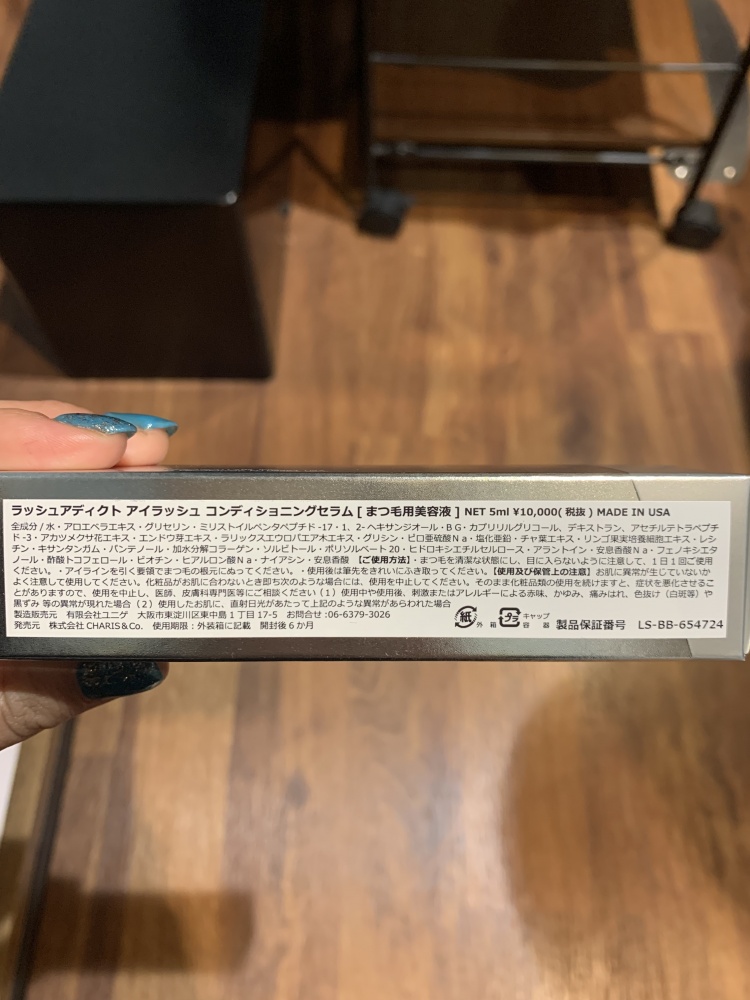 ラッシュアディクト アイラッシュ コンディショニングセラム [ まつ毛用美容液 ] NET 5ml ¥10,000( 税抜 ) MADE IN USA
全成分 / 水・アロエベラエキス・グリセリン・ミリストイルペンタペプチド -17・1、2-ヘキサンジオール・BG・カプリリルグリコール、デキストラン、アセチルテトラペプチ
ド -3・アカツメクサ花エキス・エンドウ芽エキス・ラリックスエウロパエア木エキス・グリシン・ピロ亜硫酸Na・塩化亜鉛・チャ葉エキス・リンゴ果実培養細胞エキス・レシ
チン・キサンタンガム・パンテノール・加水分解コラーゲン・ソルビトール・ポリソルベート 20・ヒドロキシエチルセルロース・アラントイン・安息香酸Na・フェノキシエタ
ノール・酢酸トコフェロール・ビオチン・ヒアルロン酸Na・ナイアシン・安息香酸 【ご使用方法】・まつ毛を清潔な状態にし、目に入らないように注意して、1日1回ご使用
ください。・アイラインを引く要領でまつ毛の根元にぬってください。・使用後は筆先をきれいにふき取ってください。【使用及び保管上の注意】お肌に異常が生じていないか
よく注意して使用してください。化粧品がお肌に合わないとき即ち次のような場合には、使用を中止してください。そのまま化粧品類の使用を続けますと、症状を悪化させるこ
とがありますので、使用を中止し、医師、皮膚科専門医等にご相談ください（1）使用中や使用後、刺激またはアレルギーによる赤味、かゆみ、痛みはれ、色抜け（白斑等）や
黒ずみ 等の異常が現れた場合（2）使用したお肌に、直射日光があたって上記のような異常があらわれた場合
製造販売元 有限会社ユニゲ 大阪市東淀川区東中島1丁目 17-5 お問合せ :06-6379-3026
発売元 株式会社 CHARIS&Co. 使用期限：外装箱に記載 開封後 6 か月
紙 外 箱 プラ キャップ 容 器 製品保証番号 LS-BB-654724